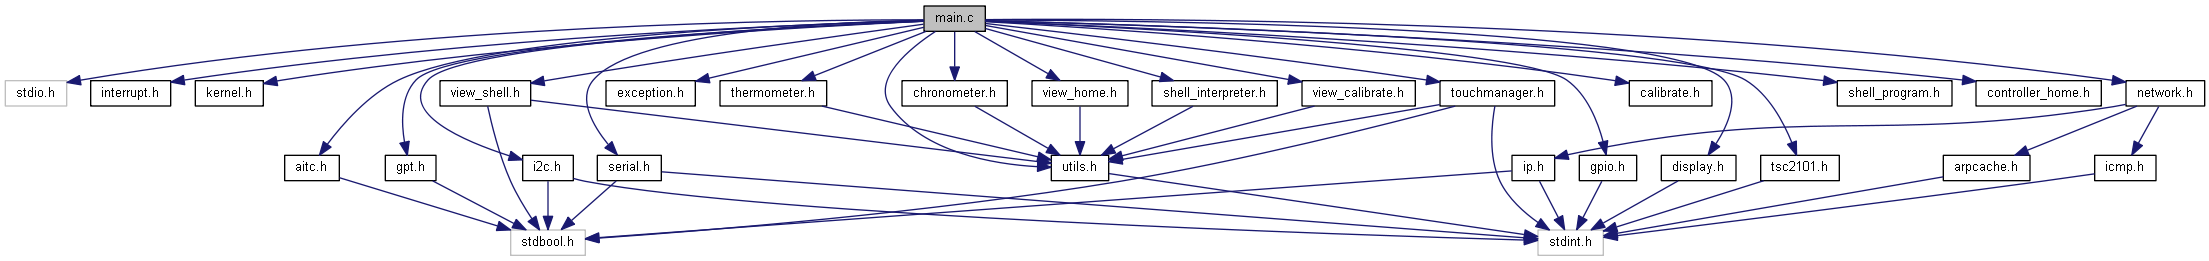 main.c
stdio.h
interrupt.h
kernel.h
view_shell.h
exception.h
thermometer.h
chronometer.h
view_home.h
shell_interpreter.h
view_calibrate.h
touchmanager.h
calibrate.h
shell_program.h
controller_home.h
network.h
aitc.h
gpt.h
i2c.h
serial.h
utils.h
ip.h
gpio.h
display.h
tsc2101.h
arpcache.h
icmp.h
stdbool.h
stdint.h